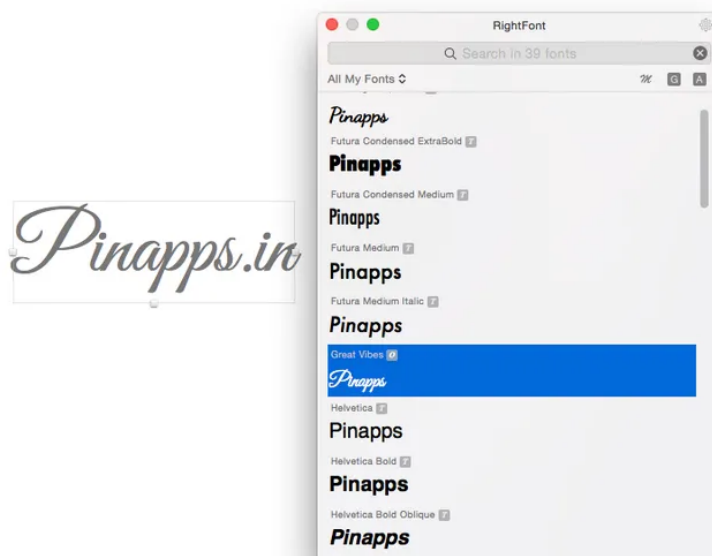 RightFont
Search in 39 fonts
All My Fonts
G A
Pinapps
Futura Condensed ExtraBold T
Pinapps
Futura Condensed Medium T
Pinapps
Pinapps.in
Futura Medium T
Pinapps
Futura Medium Italic T
Pinapps
Great Vibes O
Pinapps
Helvetica T
Pinapps
Helvetica Bold T
Pinapps
Helvetica Bold Oblique T
Pinapps